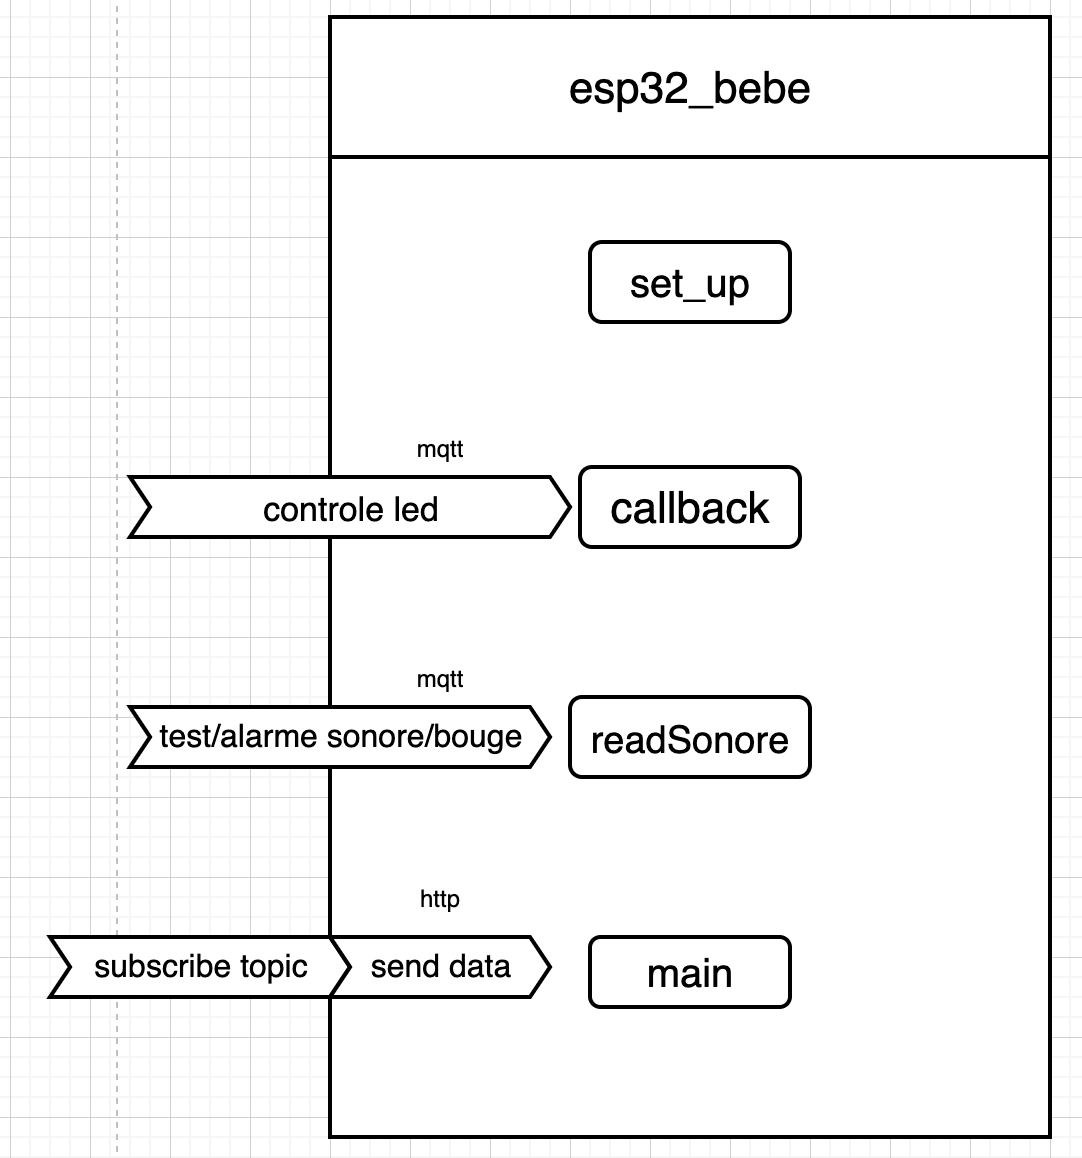 esp32_bebe
set_up
mqtt
controle led
callback
mqtt
test/alarme sonore/bouge
readSonore
http
subscribe topic
send data
main